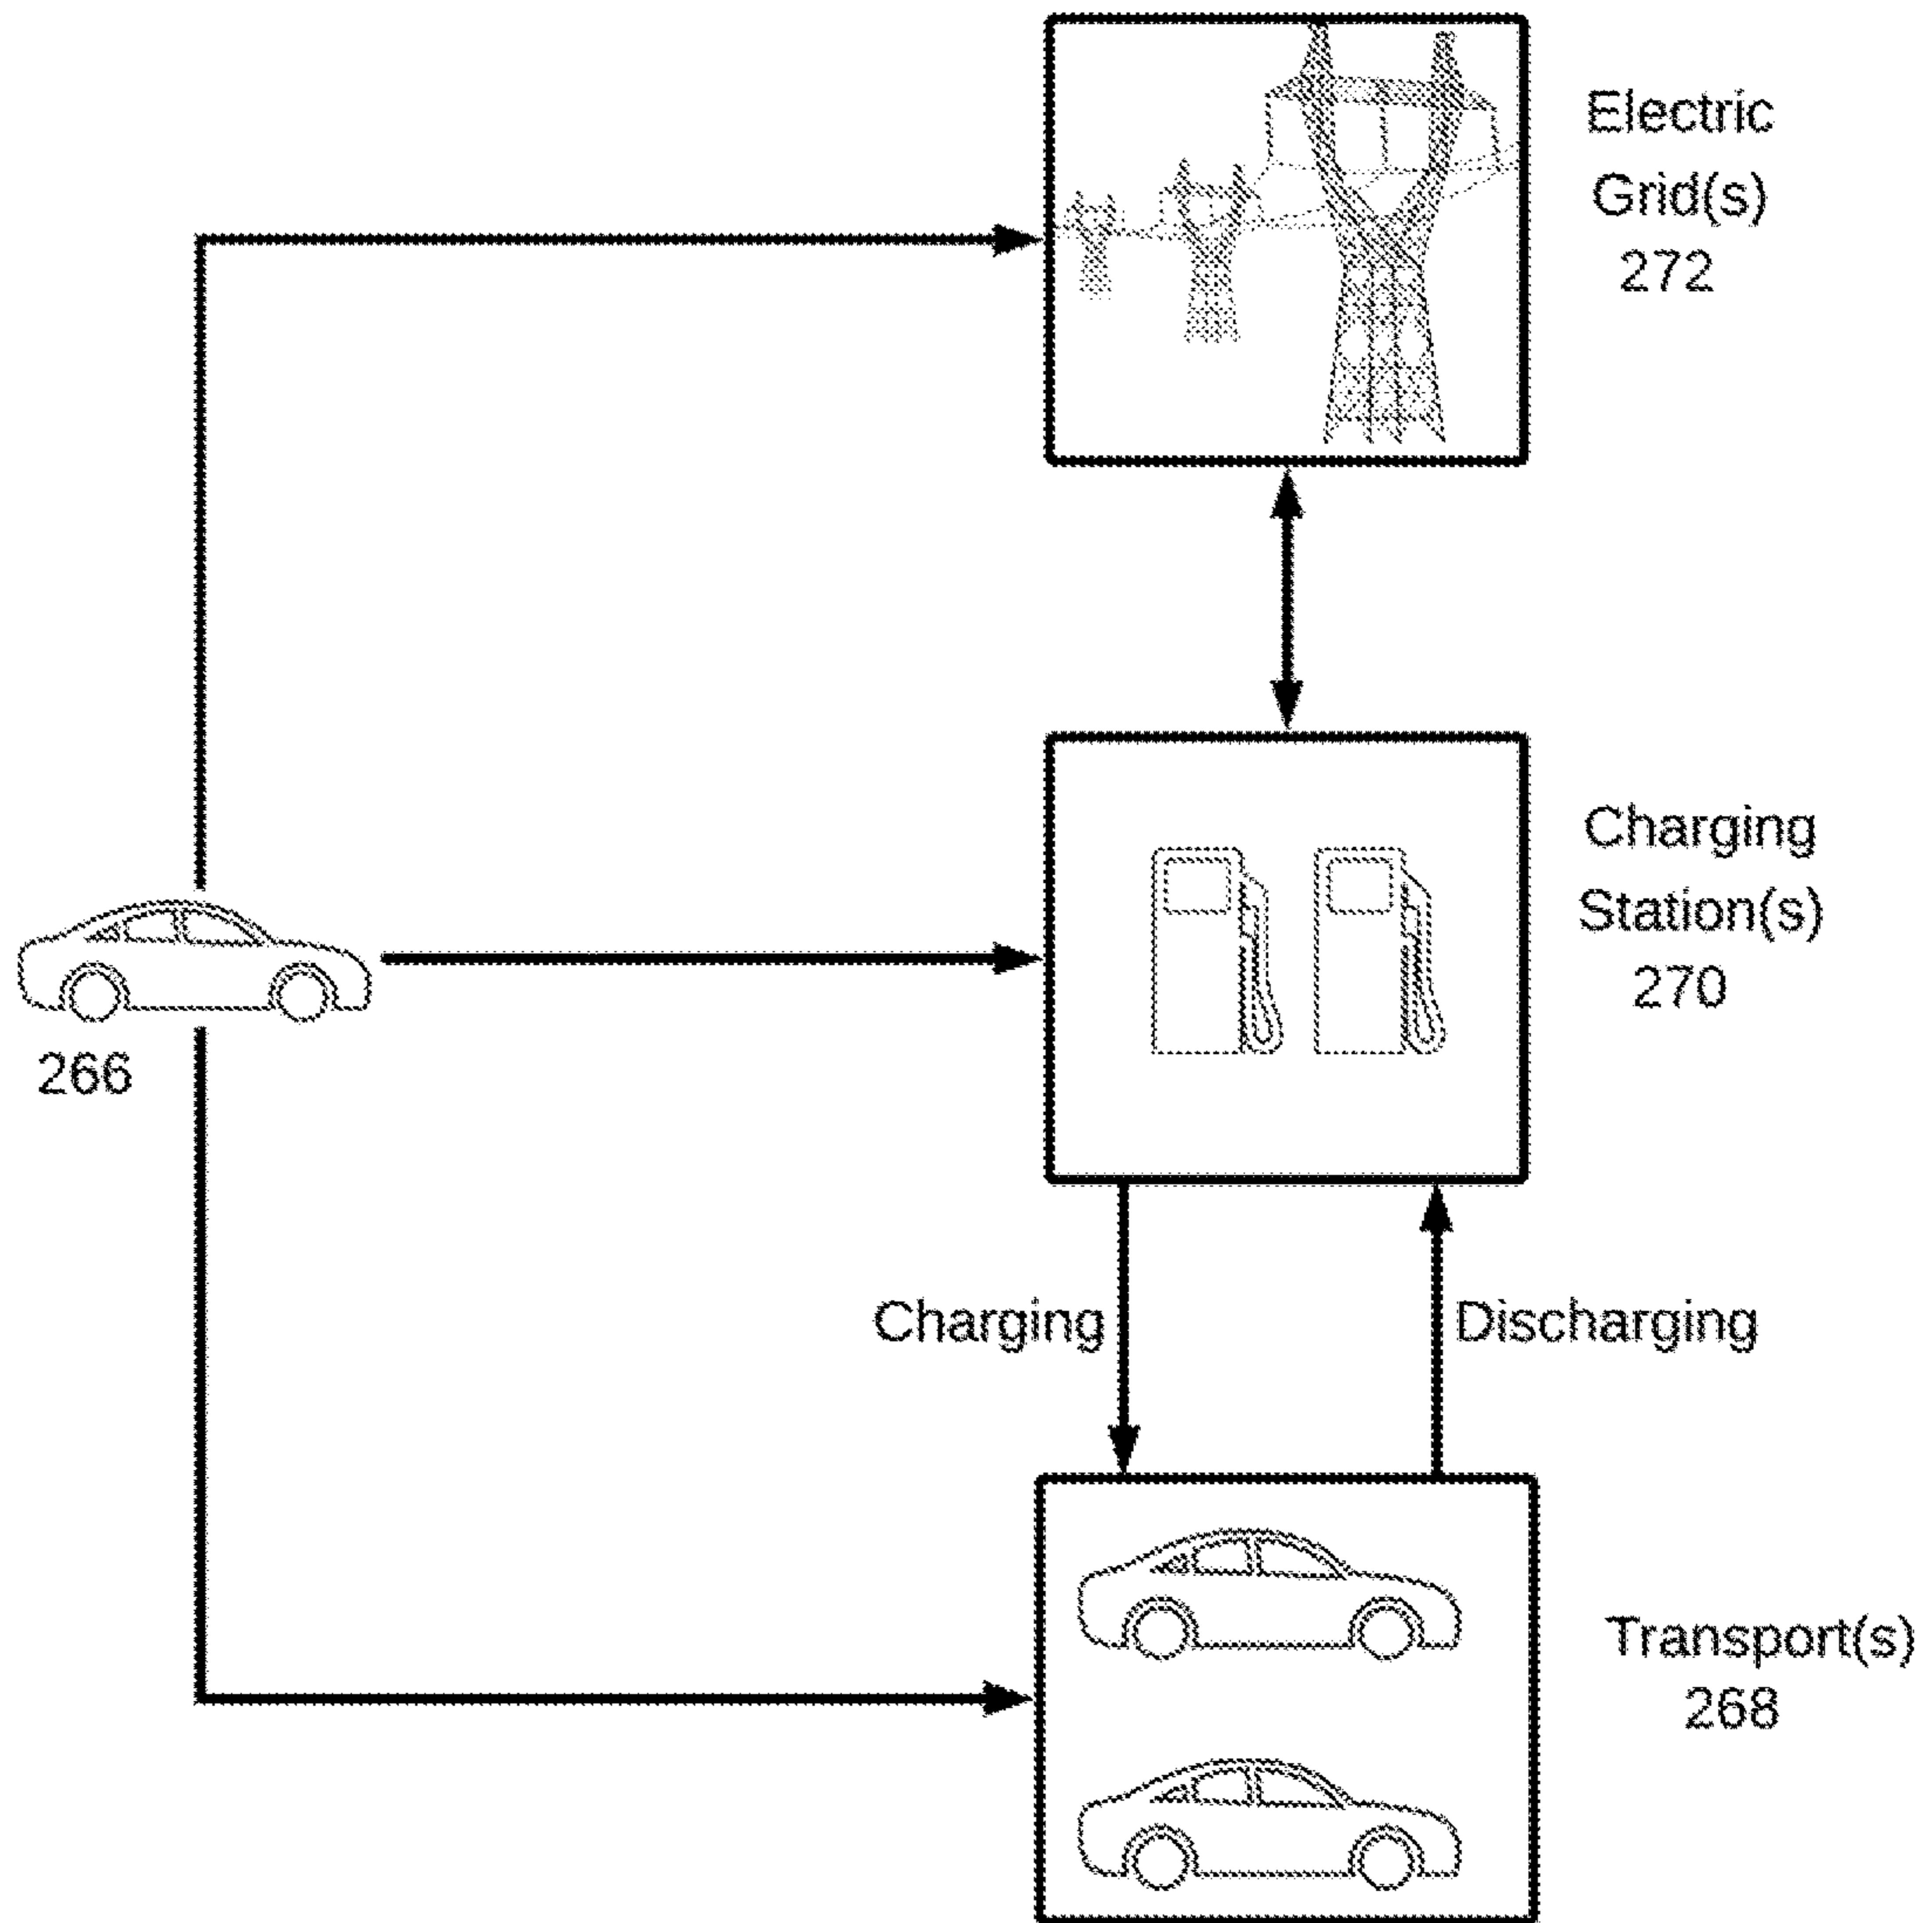 Electric
Grid(s)
272
Charging
Station(s)
270
266
Charging
Discharging
Transport(s)
268